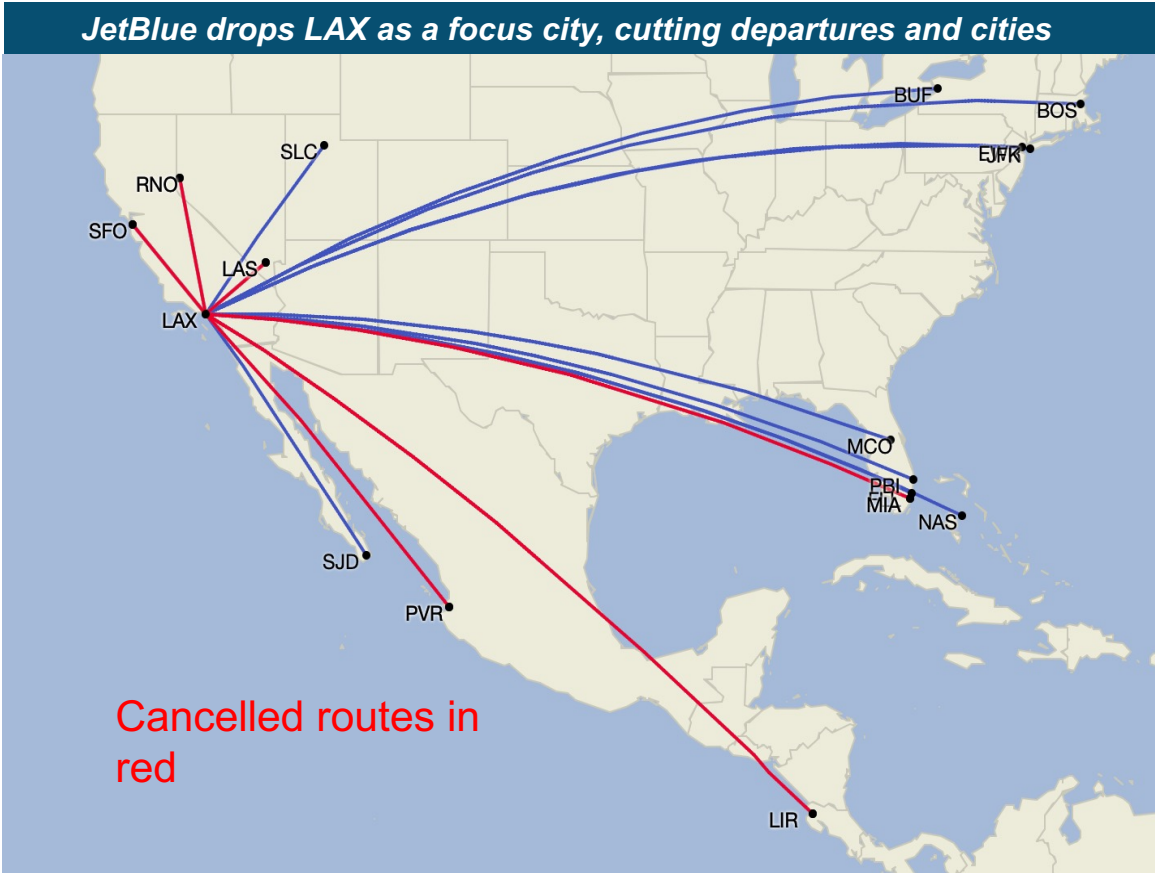 JetBlue drops LAX as a focus city, cutting departures and cities
BUF
BOS
SLC
JFK
RNO
SFO
LAS
LAX
MCO
PBI
MIA
NAS
SJD
PVR
Cancelled routes in
red
LIR